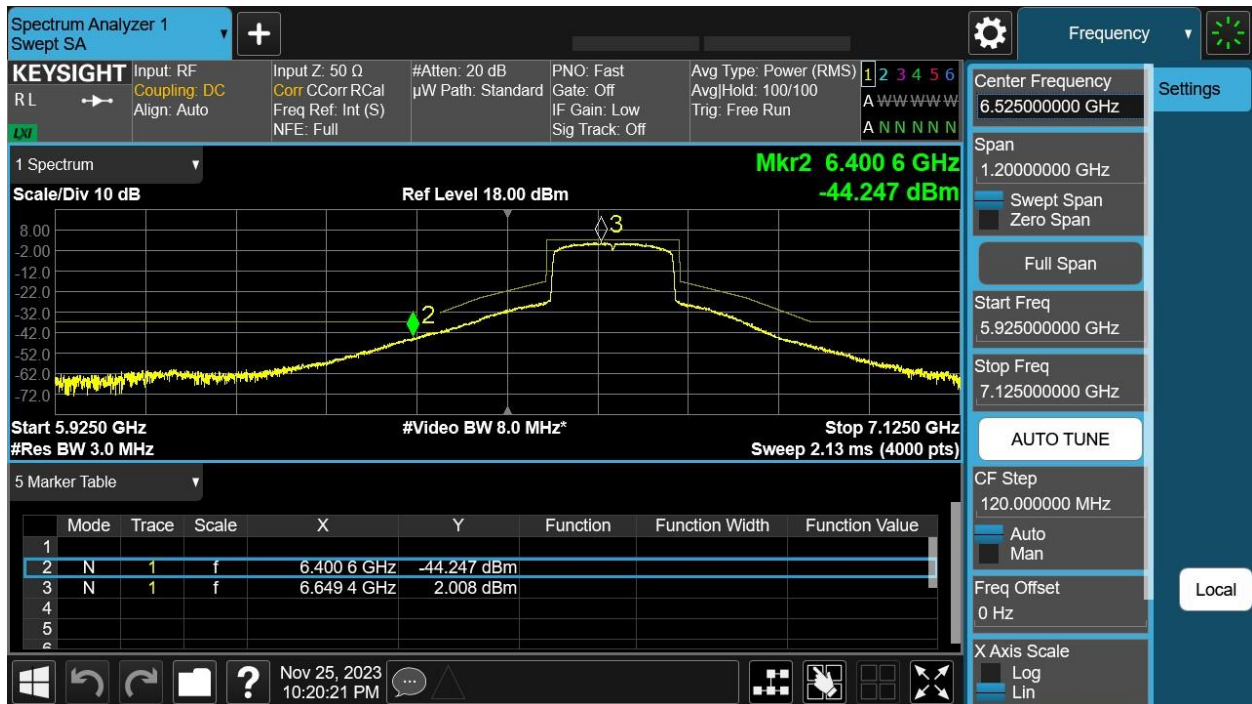 Spectrum Analyzer 1
Swept SA
+
Frequency
KEYSIGHT
RL
LXI
Input: RF
Coupling: DC
Align: Auto
Input Z: 50 Ω
Corr CCorr RCal
Freq Ref: Int (S)
NFE: Full
#Atten: 20 dB
µW Path: Standard
PNO: Fast
Gate: Off
IF Gain: Low
Sig Track: Off
Avg Type: Power (RMS)
Avg|Hold: 100/100
Trig: Free Run
1 2 3 4 5 6
A W W W W W
A N N N N N
1 Spectrum
Mkr2 6.400 6 GHz
Scale/Div 10 dB
Ref Level 18.00 dBm
-44.247 dBm
8.00
-2.00
-12.0
-22.0
-32.0
-42.0
-52.0
-62.0
-72.0
2
3
Start 5.9250 GHz
#Video BW 8.0 MHz*
Stop 7.1250 GHz
#Res BW 3.0 MHz
Sweep 2.13 ms (4000 pts)
5 Marker Table
Mode Trace Scale X Y Function Function Width Function Value
1
2 N 1 f 6.400 6 GHz -44.247 dBm
3 N 1 f 6.649 4 GHz 2.008 dBm
4
5
6
?
Nov 25, 2023
10:20:21 PM
Center Frequency
6.525000000 GHz
Settings
Span
1.20000000 GHz
Swept Span
Zero Span
Full Span
Start Freq
5.925000000 GHz
Stop Freq
7.125000000 GHz
AUTO TUNE
CF Step
120.000000 MHz
Auto
Man
Freq Offset
0 Hz
Local
X Axis Scale
Log
Lin